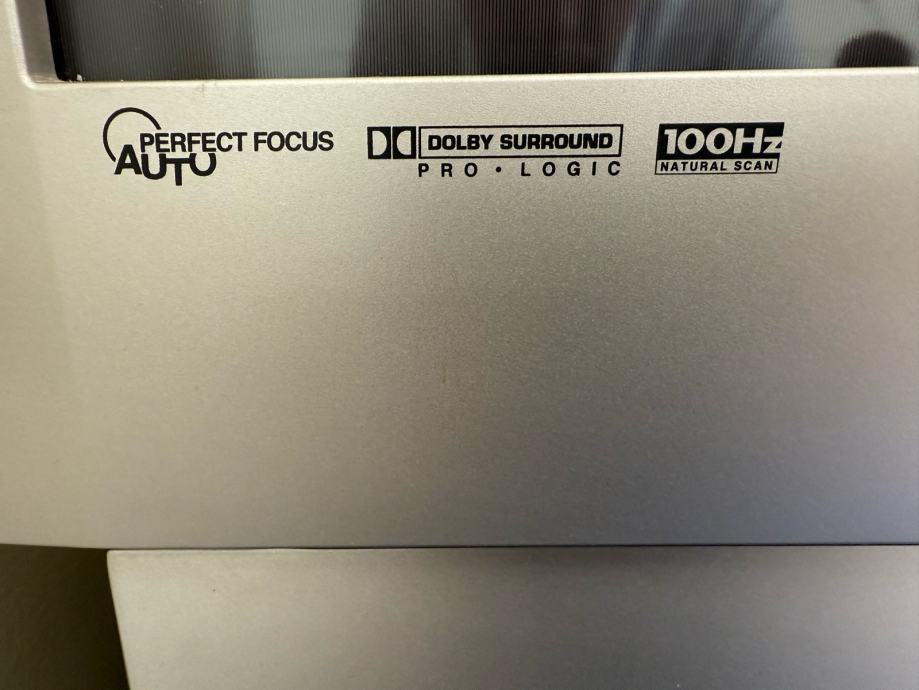 AUTO PERFECT FOCUS
DOLBY SURROUND
PRO • LOGIC
100Hz
NATURAL SCAN